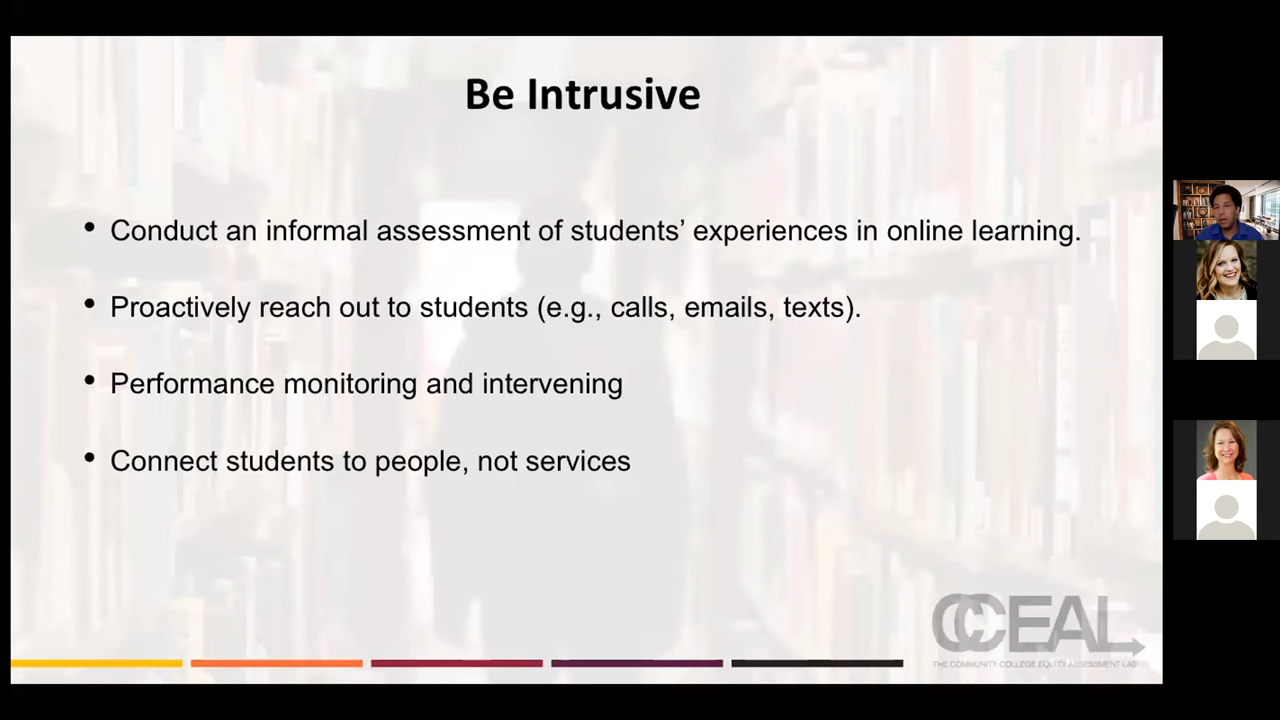 Be Intrusive
• Conduct an informal assessment of students’ experiences in online learning.
• Proactively reach out to students (e.g., calls, emails, texts).
• Performance monitoring and intervening
• Connect students to people, not services
CCEAL
THE COMMUNITY COLLEGE EQUITY ASSESSMENT LAB